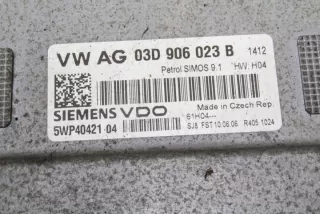 VW AG 03D 906 023 B 1412
Petrol SIMOS 9.1 HW: H04
SIEMENS VDO
Made in Czech Rep.
5WP40421 04
61H04---
SJ8 FST 10.06.06 R405 1024